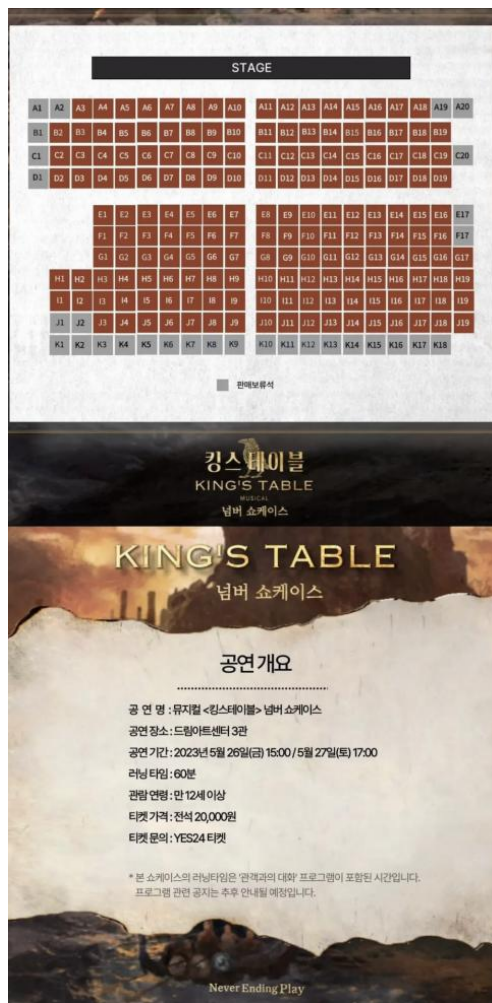 STAGE
A1 A2 A3 A4 A5 A6 A7 A8 A9 A10 A11 A12 A13 A14 A15 A16 A17 A18 A19 A20
B1 B2 B3 B4 B5 B6 B7 B8 B9 B10 B11 B12 B13 B14 B15 B16 B17 B18 B19
C1 C2 C3 C4 C5 C6 C7 C8 C9 C10 C11 C12 C13 C14 C15 C16 C17 C18 C19 C20
D1 D2 D3 D4 D5 D6 D7 D8 D9 D10 D11 D12 D13 D14 D15 D16 D17 D18 D19
E1 E2 E3 E4 E5 E6 E7 E8 E9 E10 E11 E12 E13 E14 E15 E16 E17
F1 F2 F3 F4 F5 F6 F7 F8 F9 F10 F11 F12 F13 F14 F15 F16 F17
G1 G2 G3 G4 G5 G6 G7 G8 G9 G10 G11 G12 G13 G14 G15 G16 G17
H1 H2 H3 H4 H5 H6 H7 H8 H9 H10 H11 H12 H13 H14 H15 H16 H17 H18 H19
I1 I2 I3 I4 I5 I6 I7 I8 I9 I10 I11 I12 I13 I14 I15 I16 I17 I18 I19
J1 J2 J3 J4 J5 J6 J7 J8 J9 J10 J11 J12 J13 J14 J15 J16 J17 J18 J19
K1 K2 K3 K4 K5 K6 K7 K8 K9 K10 K11 K12 K13 K14 K15 K16 K17 K18
판매보류석
킹스테이블
KING'S TABLE
MUSICAL
넘버 쇼케이스
KING'S TABLE
넘버 쇼케이스
공연 개요
공 연 명 : 뮤지컬 <킹스테이블> 넘버 쇼케이스
공연 장소 : 드림아트센터 3관
공연 기간 : 2023년 5월 26일(금) 15:00 / 5월 27일(토) 17:00
러닝 타임 : 60분
관람 연령 : 만 12세 이상
티켓 가격 : 전석 20,000원
티켓 문의 : YES24 티켓
* 본 쇼케이스의 러닝타임은 '관객과의 대화' 프로그램이 포함된 시간입니다.
프로그램 관련 공지는 추후 안내될 예정입니다.
Never Ending Play